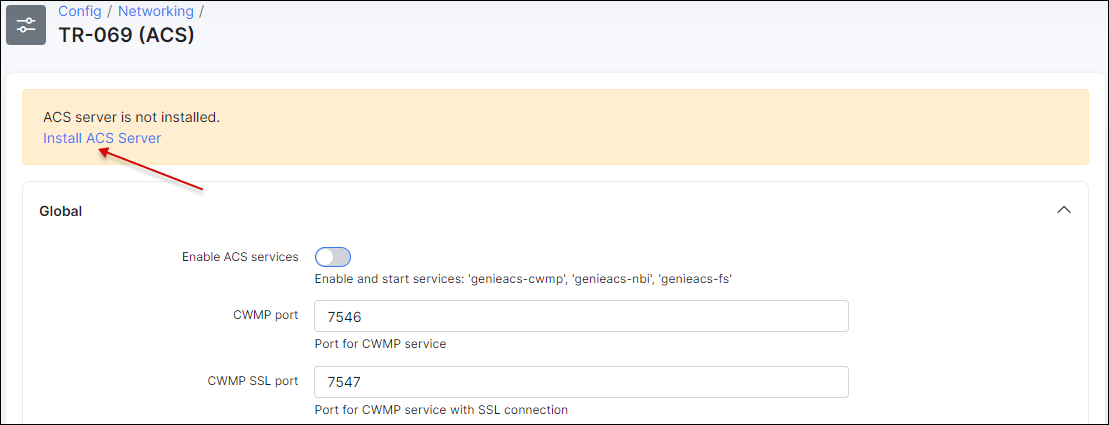 Config / Networking /
TR-069 (ACS)
ACS server is not installed.
Install ACS Server
Global
Enable ACS services
Enable and start services: 'genieacs-cwmp', 'genieacs-nbi', 'genieacs-fs'
CWMP port
7546
Port for CWMP service
CWMP SSL port
7547
Port for CWMP service with SSL connection